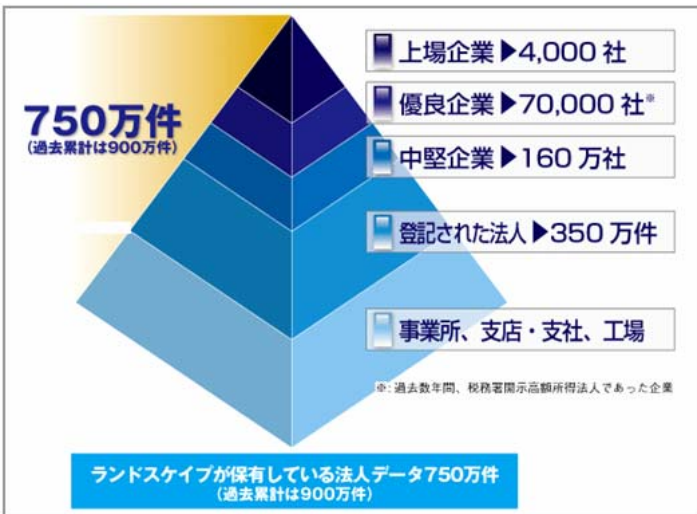 750万件
(過去累計は900万件)
上場企業▶4,000社
優良企業▶70,000社※
中堅企業▶160万社
登記された法人▶350万件
事業所、支店・支社、工場
※:過去数年間、税務署開示高額所得法人であった企業
ランドスケイプが保有している法人データ750万件
(過去累計は900万件)